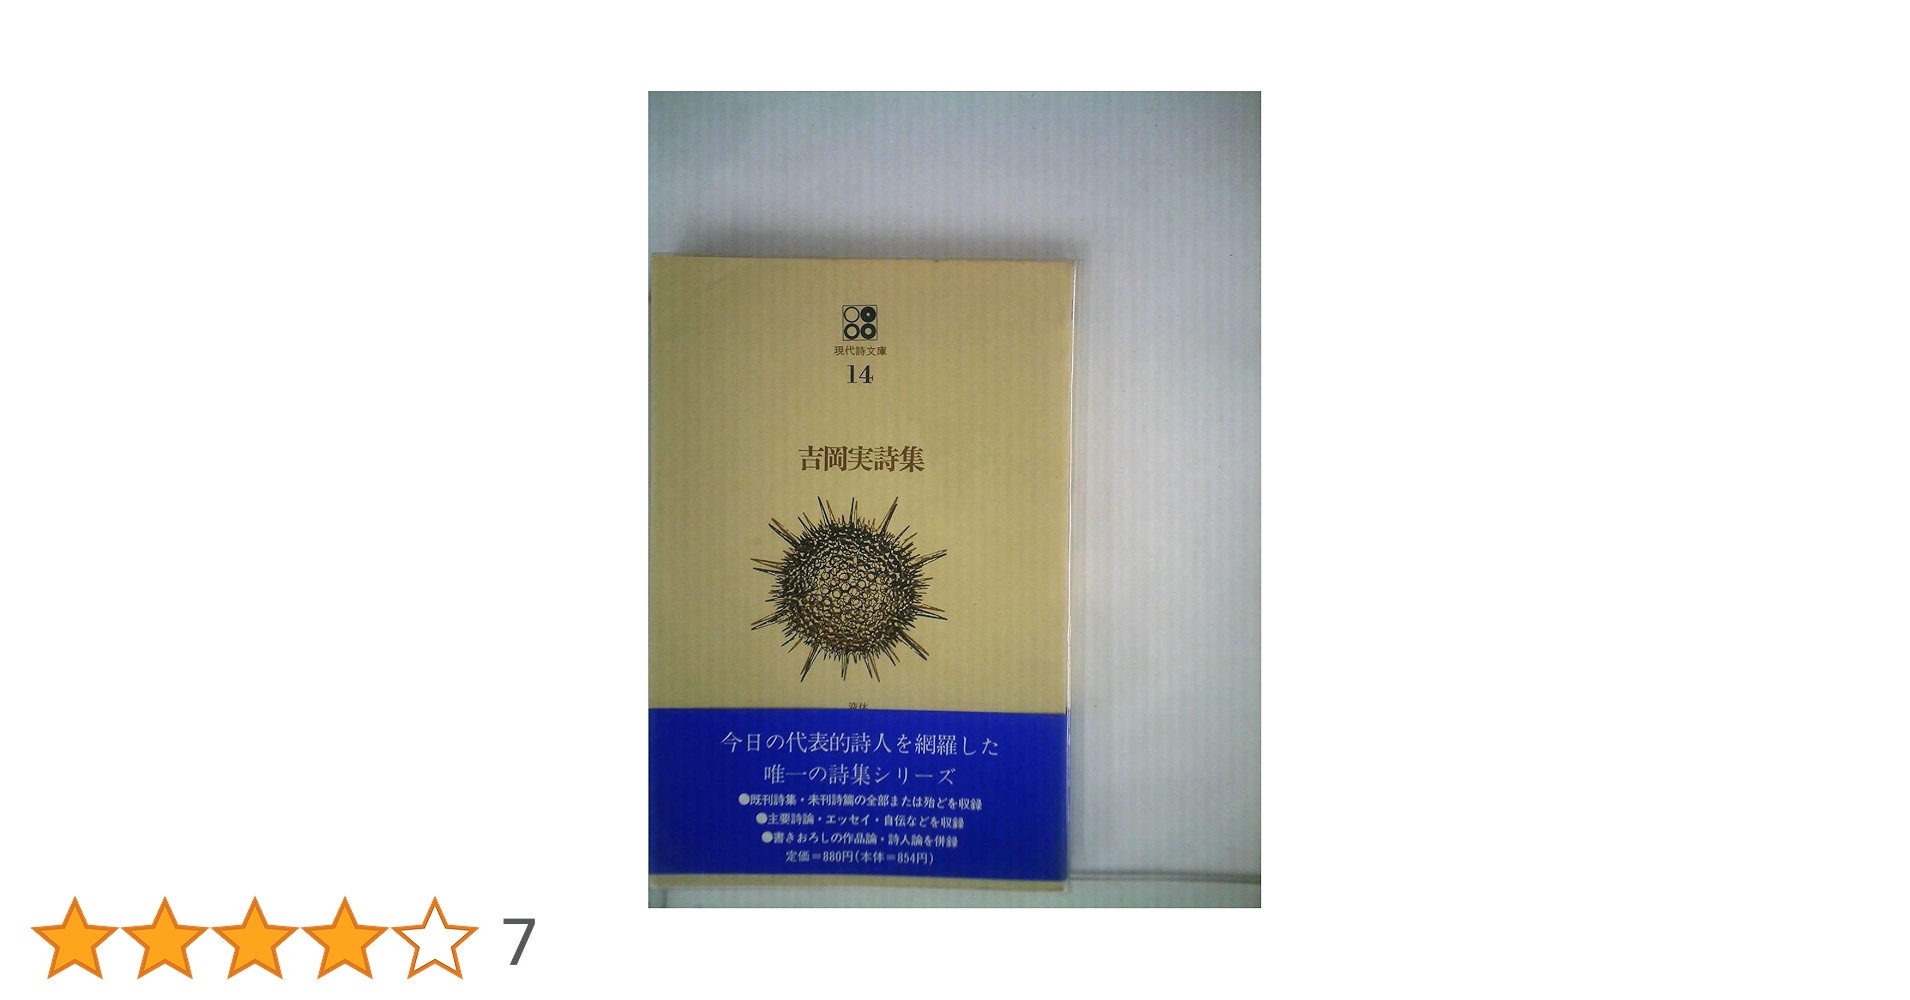 現代詩文庫
14
吉岡実詩集
液体
今日の代表的詩人を網羅した
唯一の詩集シリーズ
●既刊詩集・未刊詩篇の全部または殆どを収録
●主要詩論・エッセイ・自伝などを収録
●書きおろしの作品論・詩人論を併録
定価=880円(本体=854円)
7